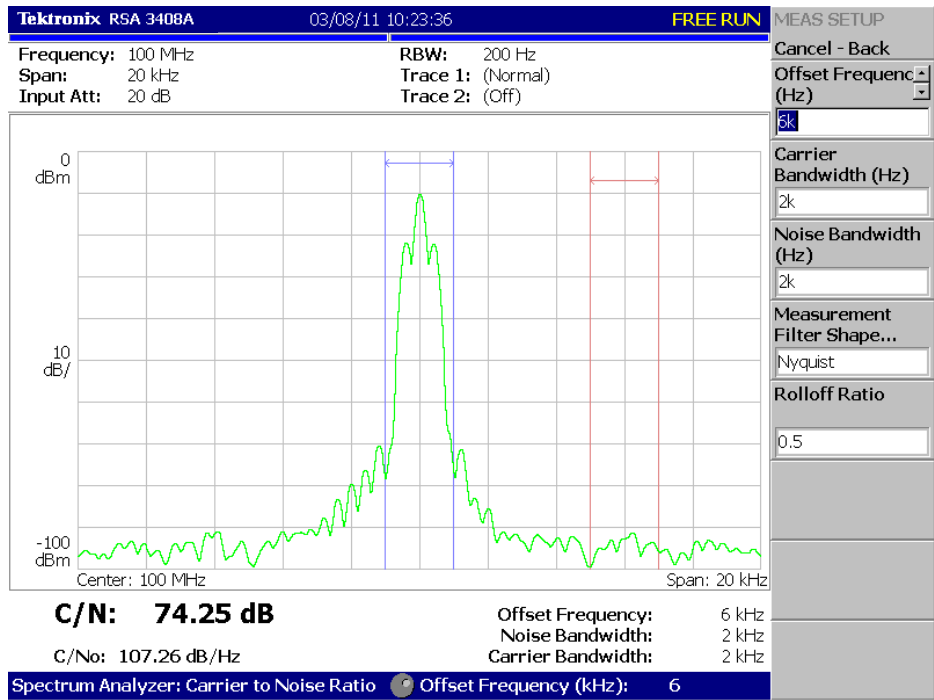 Tektronix RSA 3408A 03/08/11 10:23:36 FREE RUN
Frequency: 100 MHz
Span: 20 kHz
Input Att: 20 dB
RBW: 200 Hz
Trace 1: (Normal)
Trace 2: (Off)
0
dBm
10
dB/
-100
dBm
Center: 100 MHz Span: 20 kHz
C/N: 74.25 dB
C/No: 107.26 dB/Hz
Offset Frequency: 6 kHz
Noise Bandwidth: 2 kHz
Carrier Bandwidth: 2 kHz
Spectrum Analyzer: Carrier to Noise Ratio Offset Frequency (kHz): 6
MEAS SETUP
Cancel - Back
Offset Frequenc
(Hz)
6k
Carrier
Bandwidth (Hz)
2k
Noise Bandwidth
(Hz)
2k
Measurement
Filter Shape...
Nyquist
Rolloff Ratio
0.5